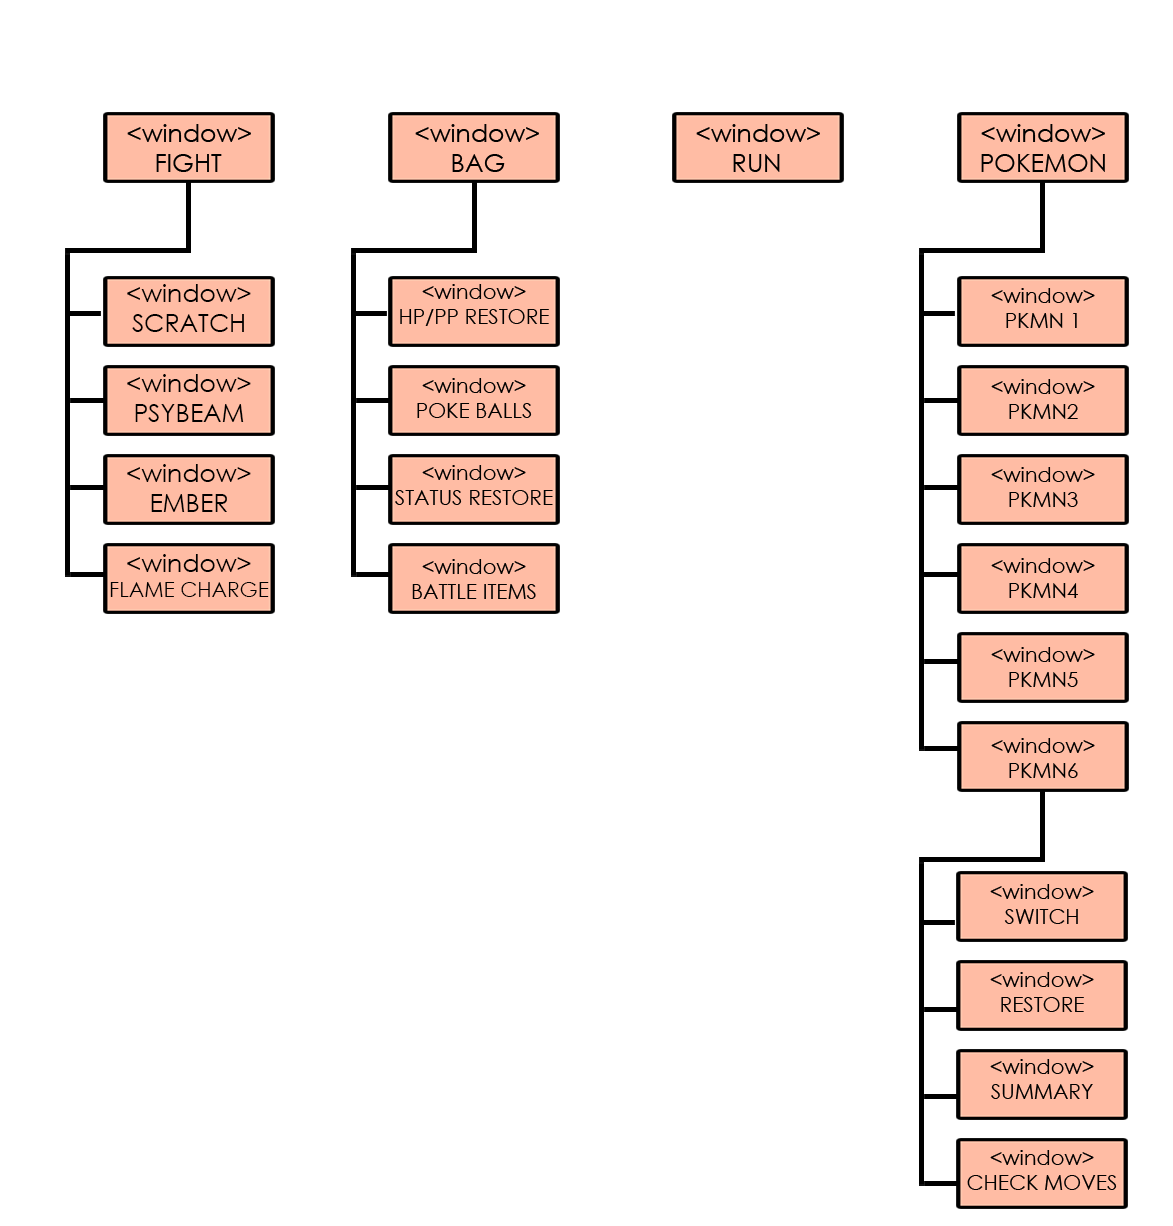 <window>
FIGHT
<window>
SCRATCH
<window>
PSYBEAM
<window>
EMBER
<window>
FLAME CHARGE
<window>
BAG
<window>
HP/PP RESTORE
<window>
POKE BALLS
<window>
STATUS RESTORE
<window>
BATTLE ITEMS
<window>
RUN
<window>
POKEMON
<window>
PKMN 1
<window>
PKMN2
<window>
PKMN3
<window>
PKMN4
<window>
PKMN5
<window>
PKMN6
<window>
SWITCH
<window>
RESTORE
<window>
SUMMARY
<window>
CHECK MOVES